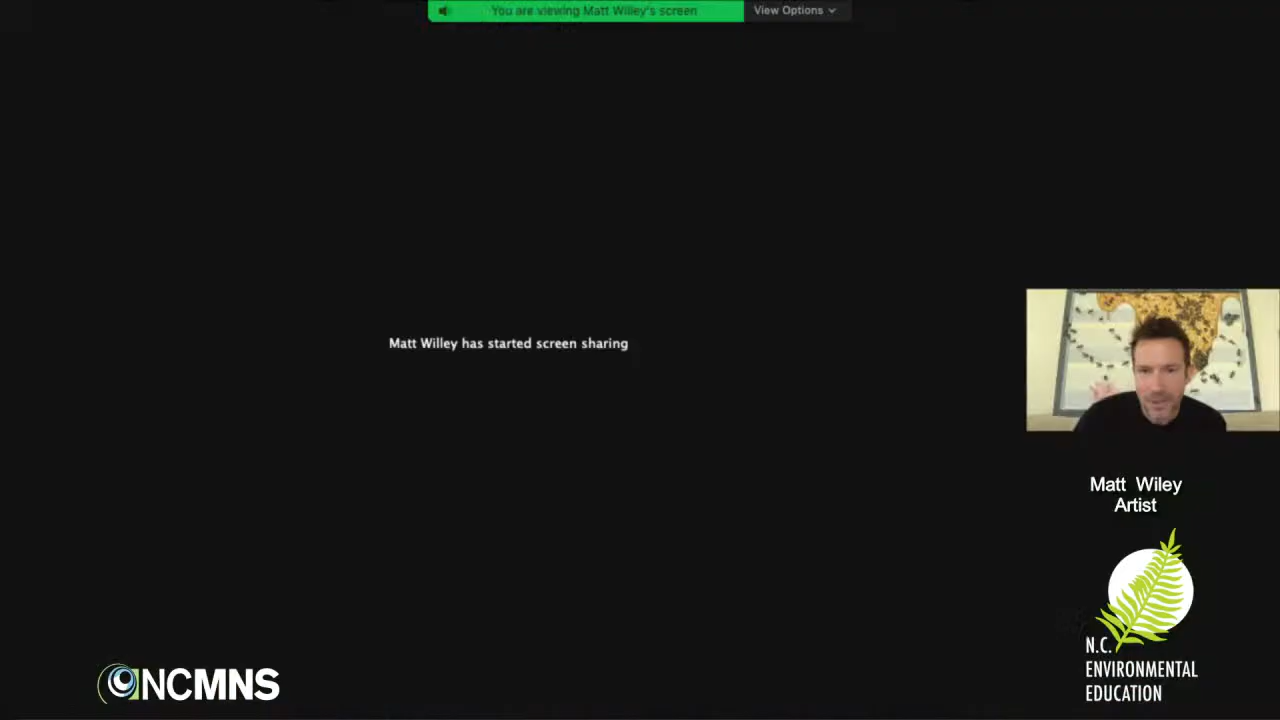 You are viewing Matt Willey's screen
View Options
Matt Willey has started screen sharing
Matt Wiley
Artist
N.C.
ENVIRONMENTAL
EDUCATION
NCMNS